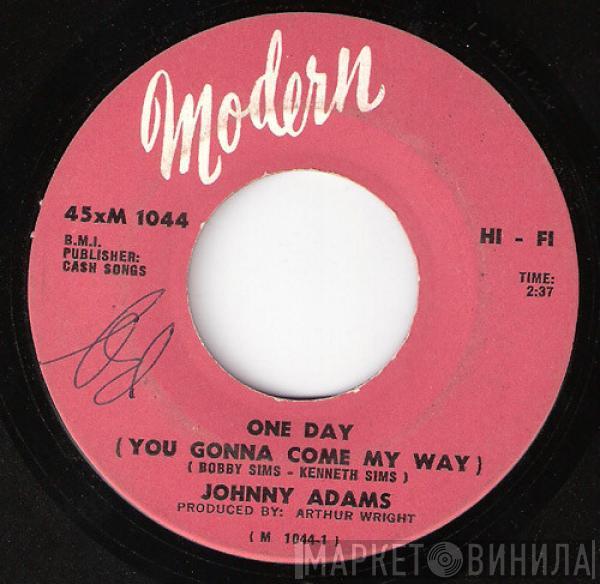 Modern
45xM 1044
B.M.I.
PUBLISHER:
CASH SONGS
HI - FI
TIME:
2:37
ONE DAY
(YOU GONNA COME MY WAY)
( BOBBY SIMS - KENNETH SIMS )
JOHNNY ADAMS
PRODUCED BY: ARTHUR WRIGHT
( M 1044-1 )
МАРКЕТ ВИНИЛА